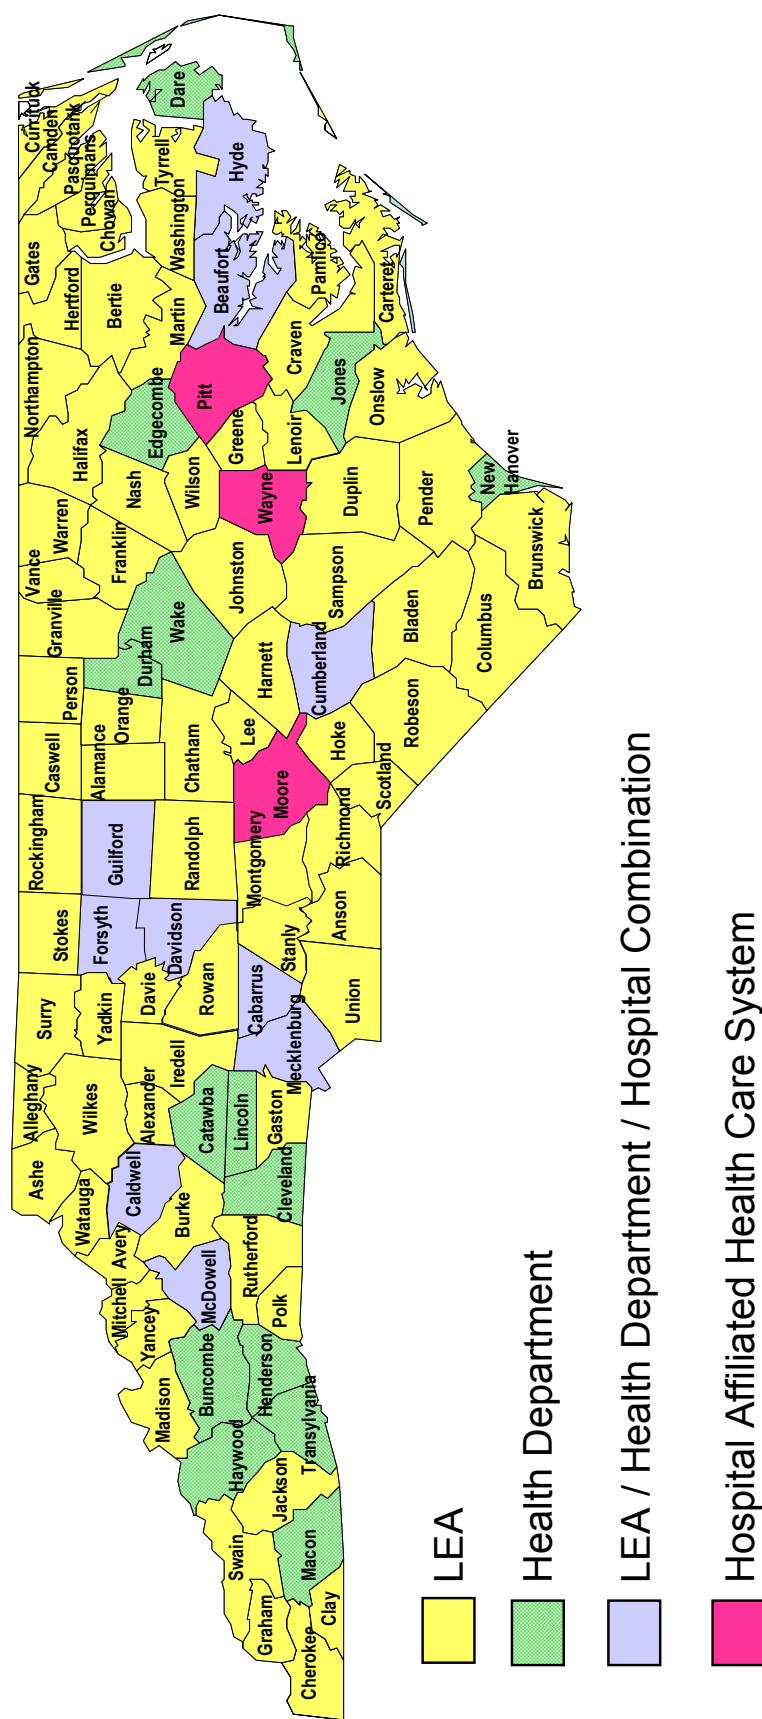 Cherokee
Graham
Clay
Swain
Macon
Jackson
Haywood
Transylvania
Madison
Buncombe
Henderson
Yancey
Mitchell
McDowell
Polk
Rutherford
Avery
Burke
Cleveland
Watauga
Caldwell
Ashe
Alleghany
Wilkes
Alexander
Catawba
Lincoln
Gaston
Iredell
Mecklenburg
Surry
Yadkin
Davie
Rowan
Cabarrus
Union
Stokes
Forsyth
Davidson
Stanly
Anson
Rockingham
Guilford
Randolph
Montgomery
Richmond
Caswell
Alamance
Chatham
Moore
Scotland
Person
Orange
Lee
Hoke
Robeson
Granville
Durham
Wake
Harnett
Cumberland
Bladen
Columbus
Brunswick
Vance
Warren
Franklin
Johnston
Sampson
Pender
New
Hanover
Halifax
Nash
Wilson
Wayne
Duplin
Northampton
Edgecombe
Pitt
Greene
Lenoir
Jones
Onslow
Hertford
Bertie
Martin
Beaufort
Craven
Pamlico
Carteret
Gates
Chowan
Perquimans
Pasquotank
Camden
Currituck
Washington
Tyrrell
Hyde
Dare
LEA
Health Department
LEA / Health Department / Hospital Combination
Hospital Affiliated Health Care System